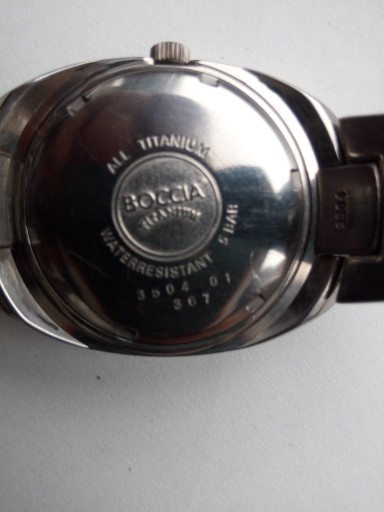 ALL TITANIUM
BOCCIA
TITANIUM
WATERRESISTANT 5 BAR
3504 01
367